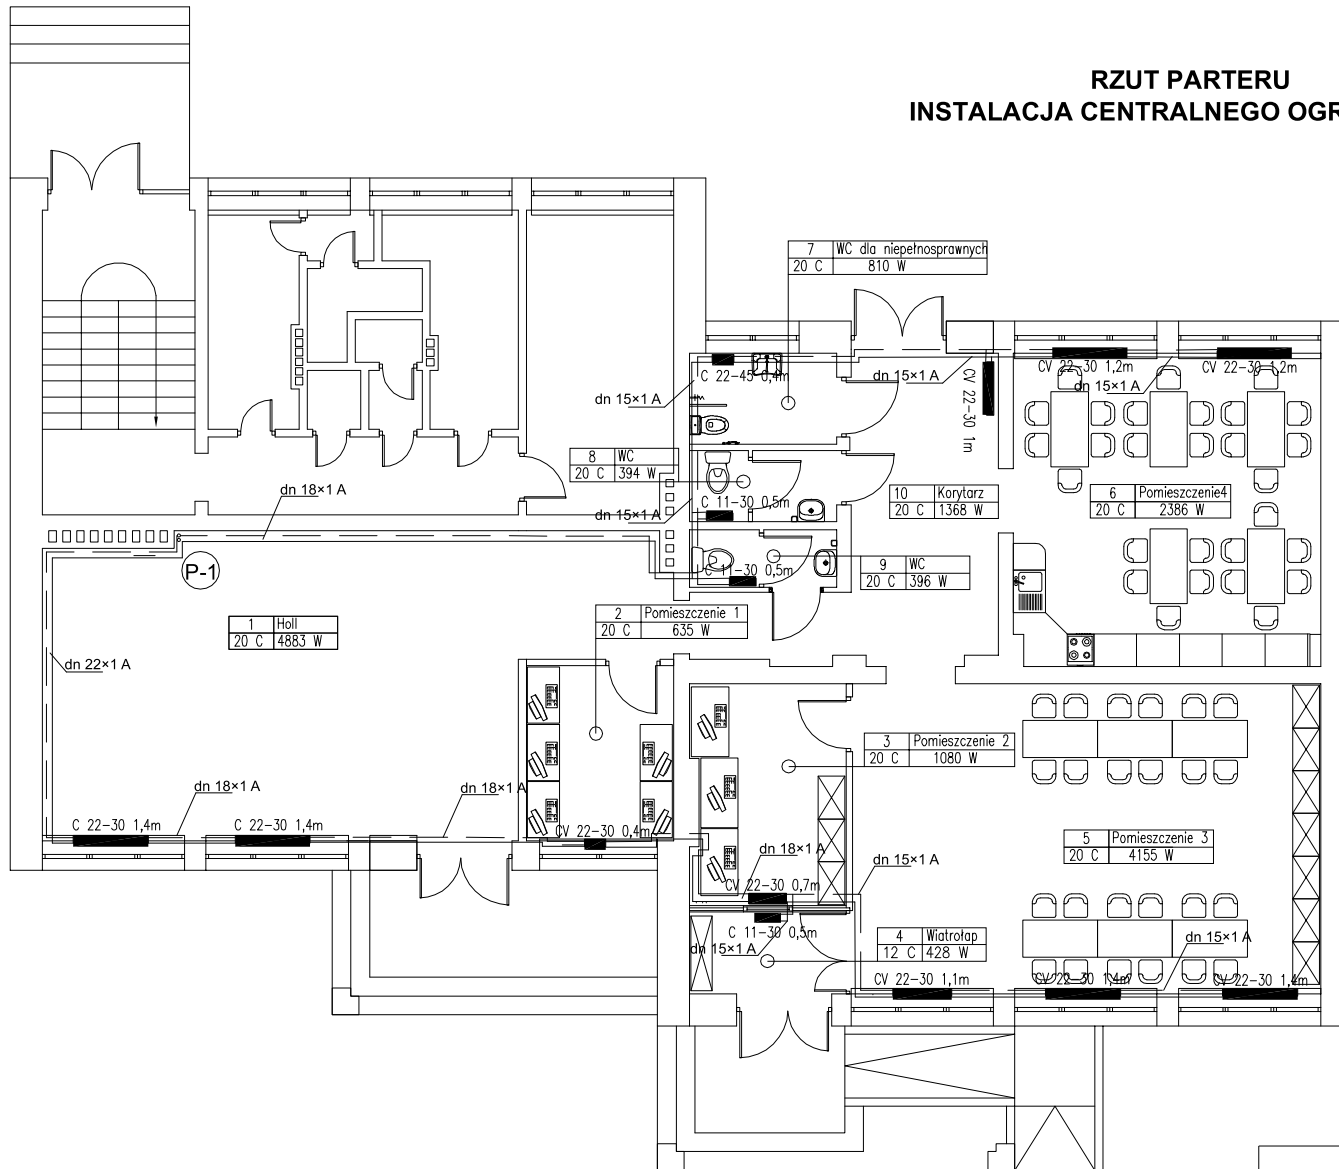 RZUT PARTERU
INSTALACJA CENTRALNEGO OGR
7 WC dla niepełnosprawnych
20 C 810 W
C 22-45 0,4m
dn 15×1 A
dn 15×1 A
CV 22-30 1m
CV 22-30 1,2m
dn 15×1 A
CV 22-30 1,2m
8 WC
20 C 394 W
C 11-30 0,5m
dn 15×1 A
dn 18×1 A
10 Korytarz
20 C 1368 W
6 Pomieszczenie4
20 C 2386 W
P-1
C 11-30 0,5m
9 WC
20 C 396 W
2 Pomieszczenie 1
20 C 635 W
1 Holl
20 C 4883 W
dn 22×1 A
3 Pomieszczenie 2
20 C 1080 W
dn 18×1 A
dn 18×1 A
C 22-30 1,4m
C 22-30 1,4m
CV 22-30 0,4m
5 Pomieszczenie 3
20 C 4155 W
dn 18×1 A
dn 15×1 A
CV 22-30 0,7m
C 11-30 0,5m
dn 15×1 A
4 Wiatrołap
12 C 428 W
dn 15×1 A
CV 22-30 1,1m
CV 22-30 1,4m
CV 22-30 1,4m